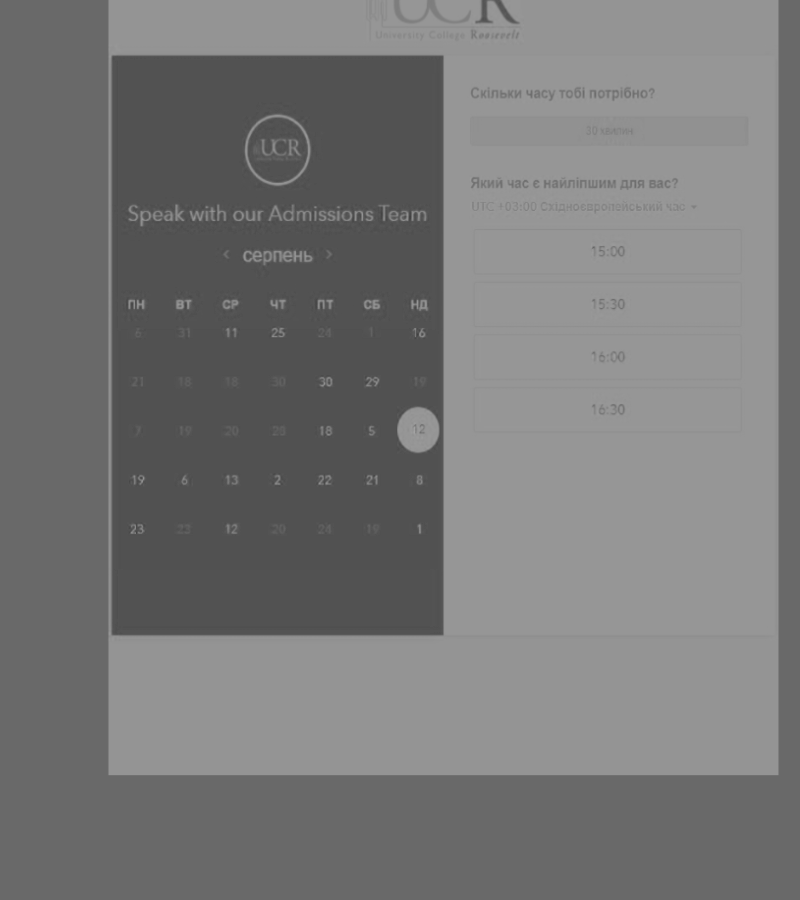 UCR
University College Roosevelt
UCR
Speak with our Admissions Team
‹ серпень ›
ПН ВТ СР ЧТ ПТ СБ НД
6 31 11 25 24 1 16
21 18 18 30 30 29 19
7 19 20 23 18 5 12
19 6 13 2 22 21 8
23 22 12 20 24 19 1
Скільки часу тобі потрібно?
30 хвилин
Який час є найліпшим для вас?
UTC +03:00 Східноєвропейський час
15:00
15:30
16:00
16:30